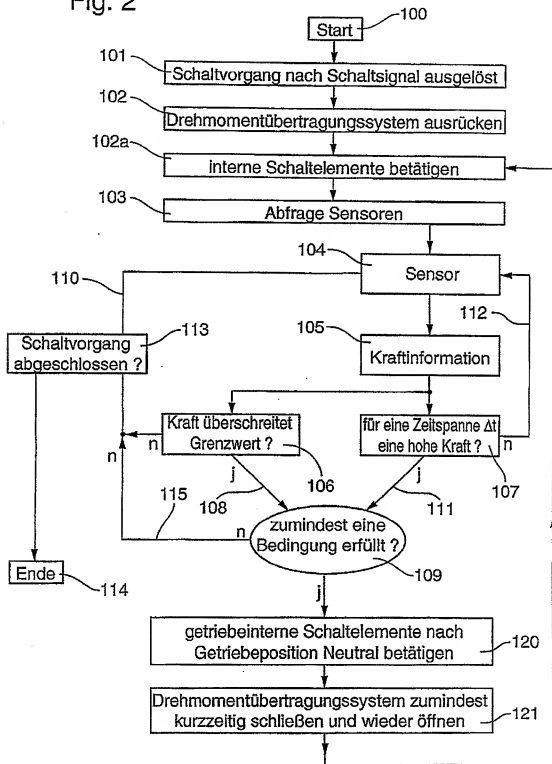 Fig. 2
100
Start
101
Schaltvorgang nach Schaltsignal ausgelöst
102
Drehmomentübertragungssystem ausrücken
102a
interne Schaltelemente betätigen
103
Abfrage Sensoren
104
Sensor
110
112
105
Kraftinformation
113
Schaltvorgang
abgeschlossen ?
Kraft überschreitet
Grenzwert ?
n
106
für eine Zeitspanne Δt
eine hohe Kraft ?
n
107
n
j
108
j
111
115
n
zumindest eine
Bedingung erfüllt ?
109
Ende
114
j
getriebeinterne Schaltelemente nach
Getriebeposition Neutral betätigen
120
Drehmomentübertragungssystem zumindest
kurzzeitig schließen und wieder öffnen
121